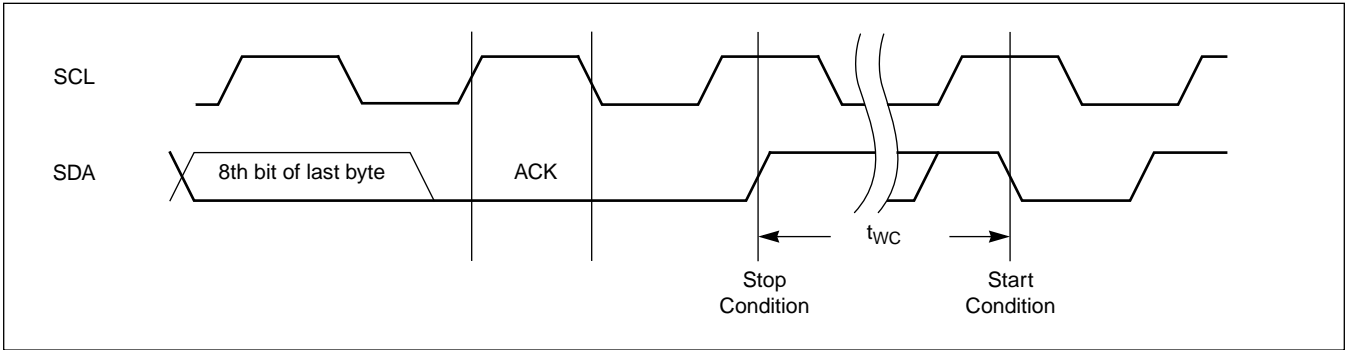 SCL
SDA
8th bit of last byte
ACK
tWC
Stop
Condition
Start
Condition